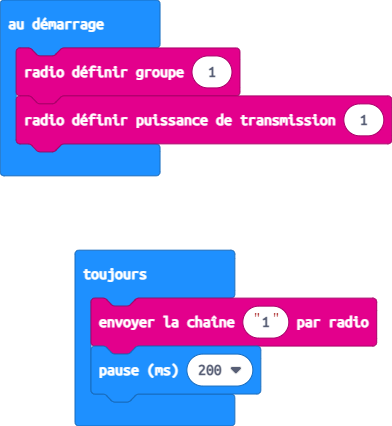 au démarrage
radio définir groupe 1
radio définir puissance de transmission 1
toujours
envoyer la chaîne "1" par radio
pause (ms) 200